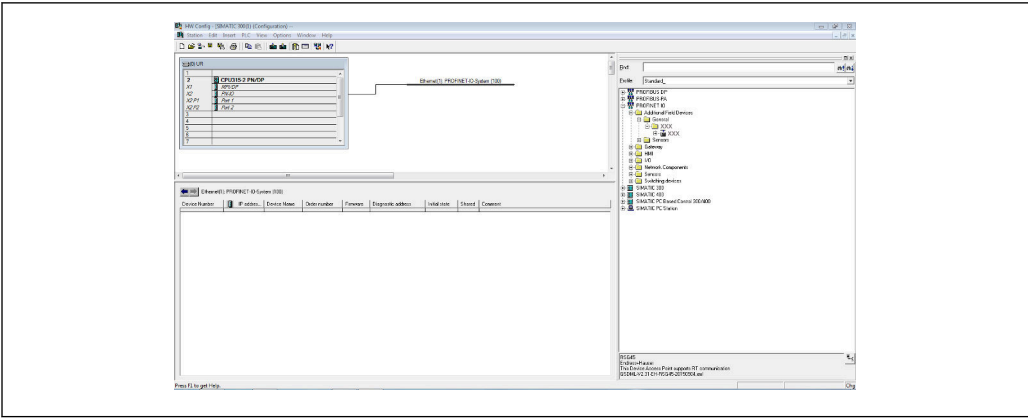 HW Config - [SIMATIC 300(1) (Configuration) --
Station Edit Insert PLC View Options Window Help
(0) UR
1
2 CPU315-2 PN/DP
X1 MPI/DP
X2 PN-IO
X2 P1 Port 1
X2 P2 Port 2
3
4
5
6
7
Ethernet(1): PROFINET-IO-System (100)
Find:
Profile: Standard
PROFIBUS DP
PROFIBUS-PA
PROFINET IO
Additional Field Devices
General
XXX
XXX
Sensors
Gateway
HMI
I/O
Network Components
Sensors
Switching devices
SIMATIC 300
SIMATIC 400
SIMATIC PC Based Control 300/400
SIMATIC PC Station
Ethernet(1): PROFINET-IO-System (100)
Device Number IP addres... Device Name Order number Firmware Diagnostic address Initial state Shared Comment
RSG45
Endress+Hauser
This Device Access Point supports RT communication
Press F1 to get Help.
Chg